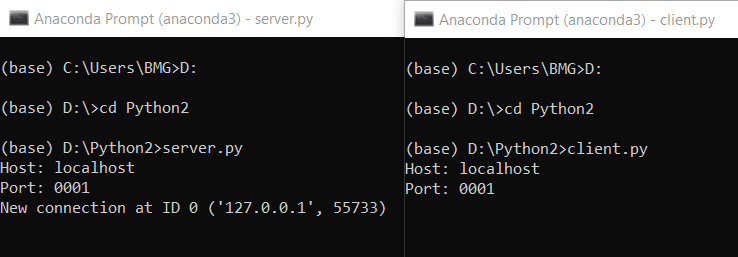 Anaconda Prompt (anaconda3) - server.py
(base) C:\Users\BMG>D:
(base) D:\>cd Python2
(base) D:\Python2>server.py
Host: localhost
Port: 0001
New connection at ID 0 ('127.0.0.1', 55733)
Anaconda Prompt (anaconda3) - client.py
(base) C:\Users\BMG>D:
(base) D:\>cd Python2
(base) D:\Python2>client.py
Host: localhost
Port: 0001